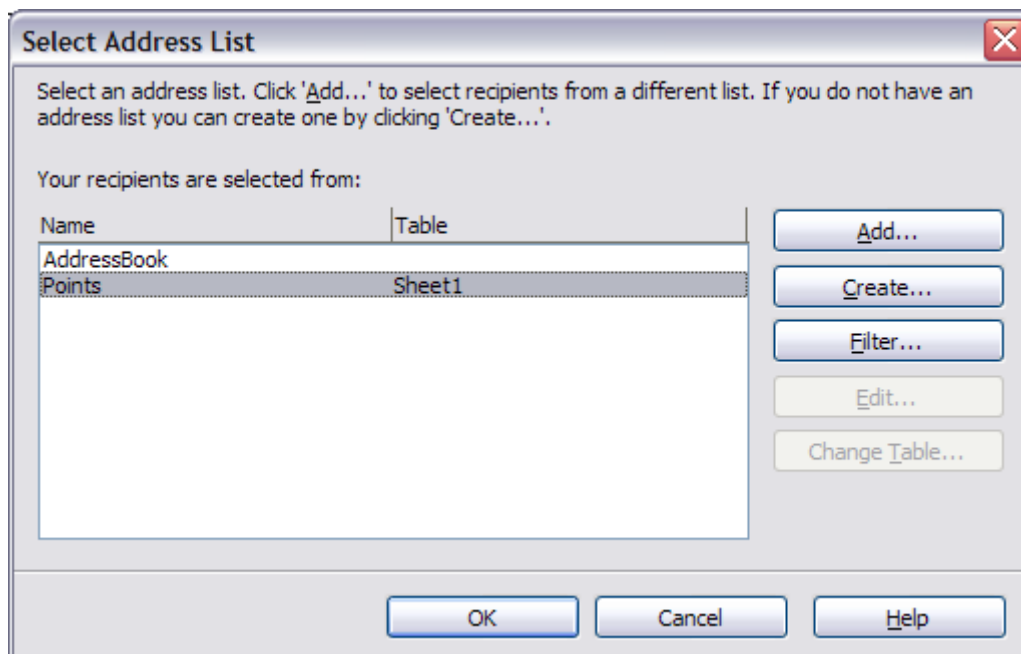 Select Address List
Select an address list. Click 'Add...' to select recipients from a different list. If you do not have an
address list you can create one by clicking 'Create...'.
Your recipients are selected from:
Name Table
AddressBook
Points Sheet1
Add...
Create...
Filter...
Edit...
Change Table...
OK Cancel Help